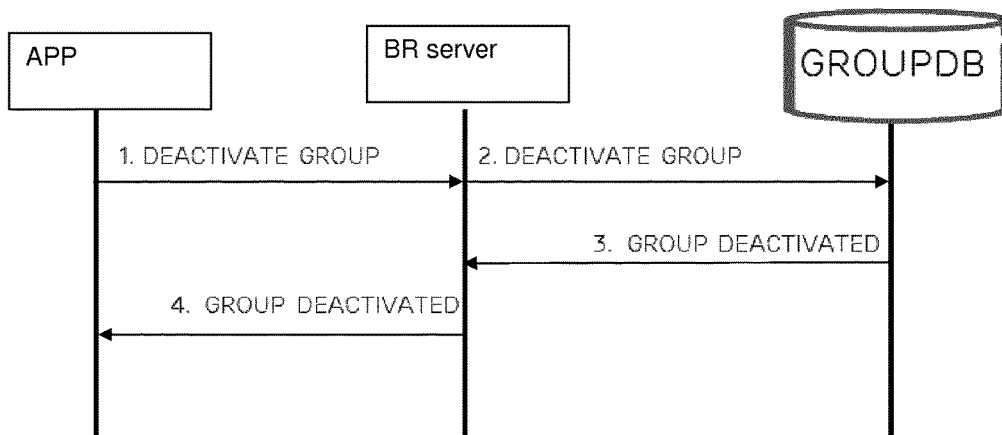 APP
BR server
GROUPDB
1. DEACTIVATE GROUP
2. DEACTIVATE GROUP
3. GROUP DEACTIVATED
4. GROUP DEACTIVATED